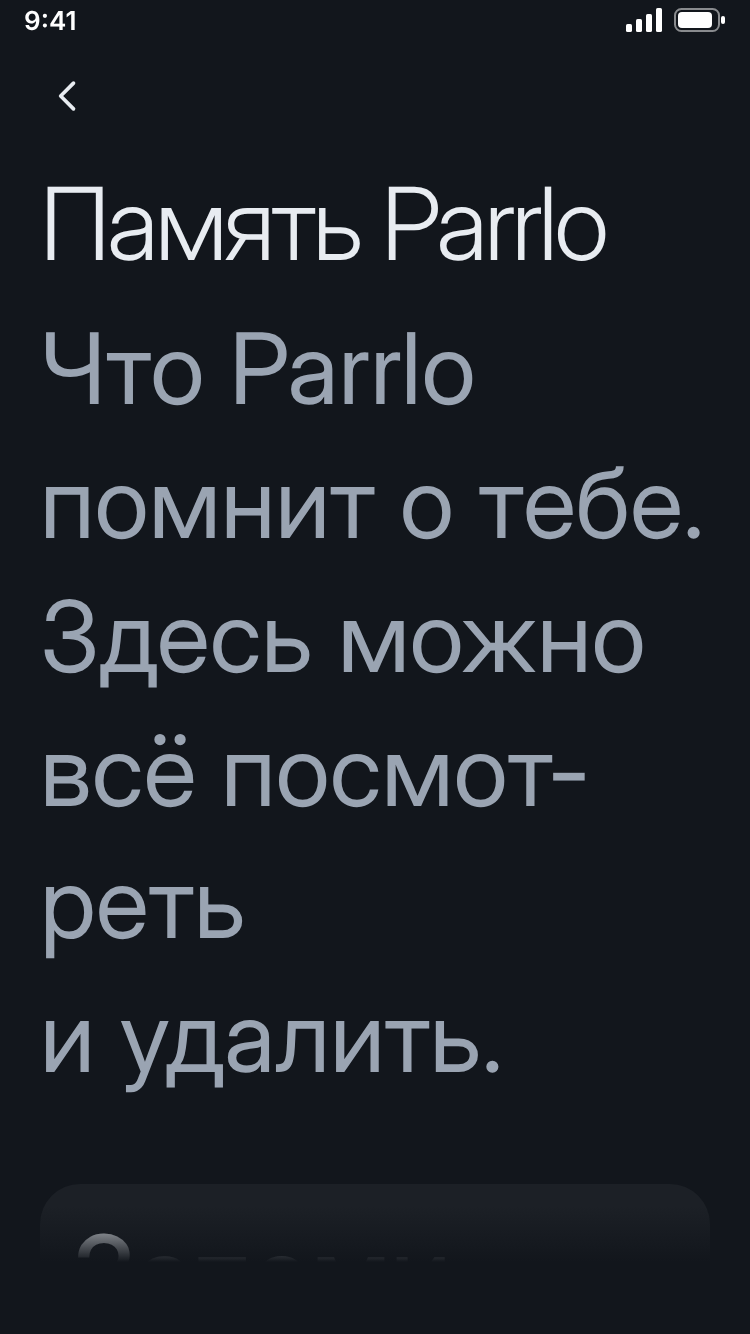 9:41
Память Parrlo
Что Parrlo
помнит о тебе.
Здесь можно
всё посмот-
реть
и удалить.